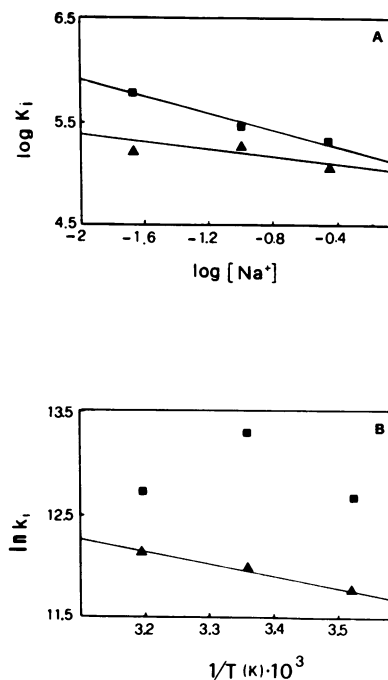 A
6.5
5.5
4.5
log Ki
-2
-1.6
-1.2
-0.8
-0.4
log [Na+]
B
13.5
12.5
11.5
ln ki
3.2
3.3
3.4
3.5
1/T (K)·10³